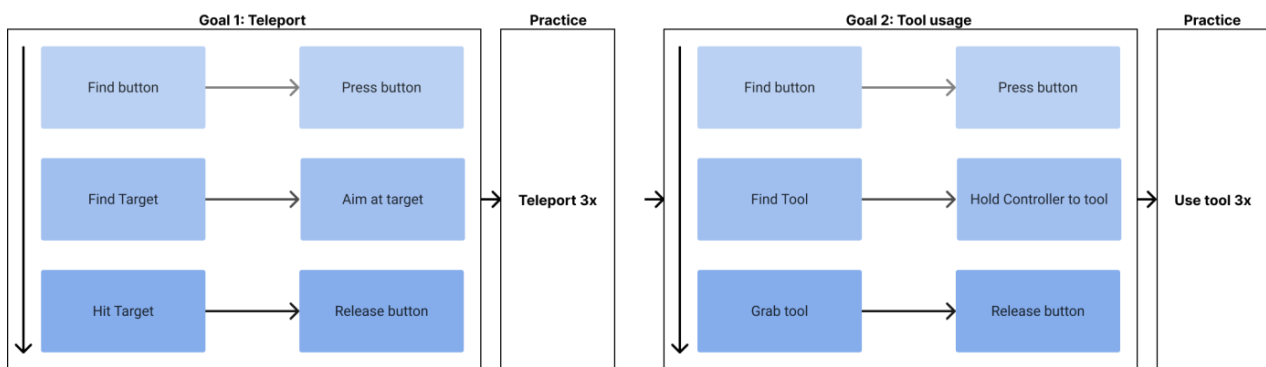 Goal 1: Teleport
Practice
Goal 2: Tool usage
Practice
Find button
Press button
Find Target
Aim at target
Hit Target
Release button
Teleport 3x
Find button
Press button
Find Tool
Hold Controller to tool
Grab tool
Release button
Use tool 3x